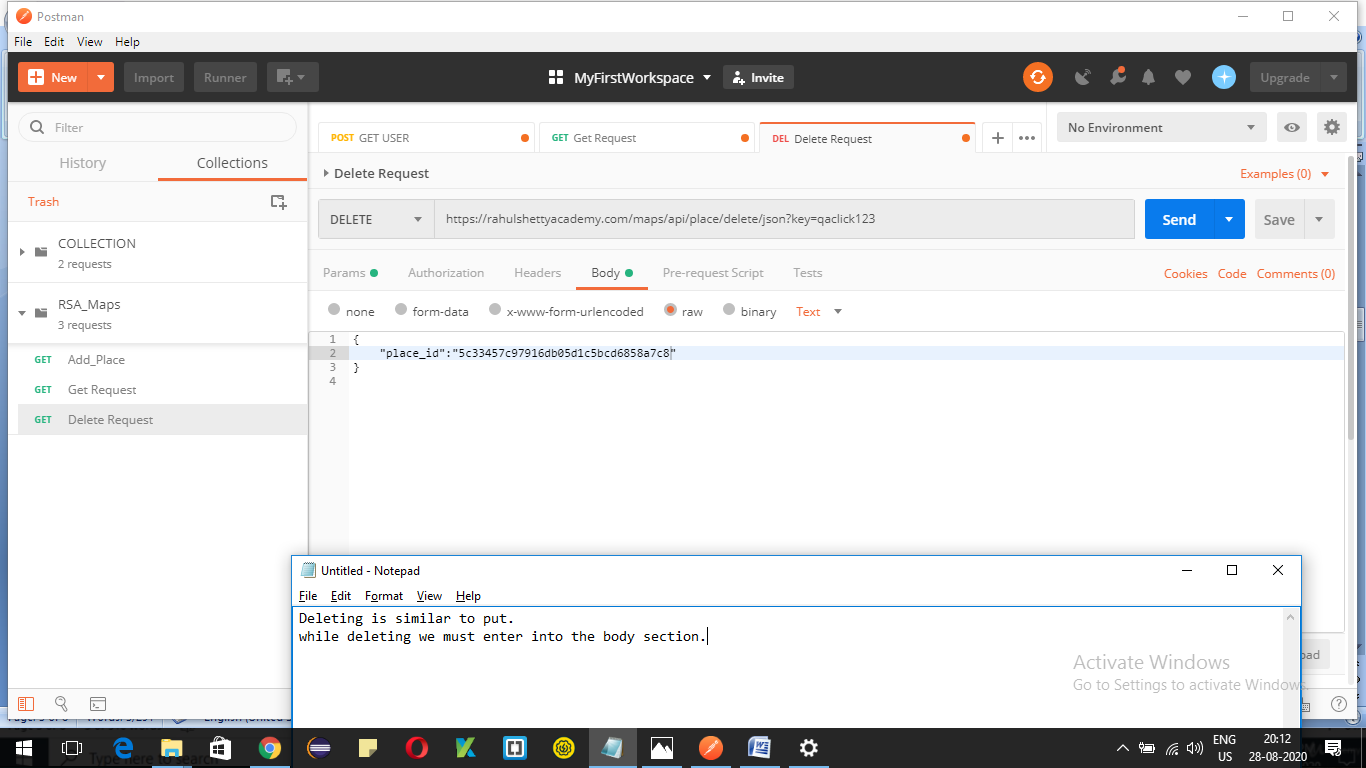 Postman
File Edit View Help
New Import Runner MyFirstWorkspace Invite Upgrade
Filter
History Collections
Trash
COLLECTION
2 requests
RSA_Maps
3 requests
GET Add_Place
GET Get Request
GET Delete Request
POST GET USER GET Get Request DEL Delete Request No Environment
Delete Request Examples (0)
DELETE https://rahulshettyacademy.com/maps/api/place/delete/json?key=qaclick123 Send Save
Params Authorization Headers Body Pre-request Script Tests Cookies Code Comments (0)
none form-data x-www-form-urlencoded raw binary Text
1 {
2 "place_id":"5c33457c97916db05d1c5bcd6858a7c8"
3 }
4
Untitled - Notepad
File Edit Format View Help
Deleting is similar to put.
while deleting we must enter into the body section.
Activate Windows
Go to Settings to activate Windows.
Type here to search
ENG
US
20:12
28-08-2020